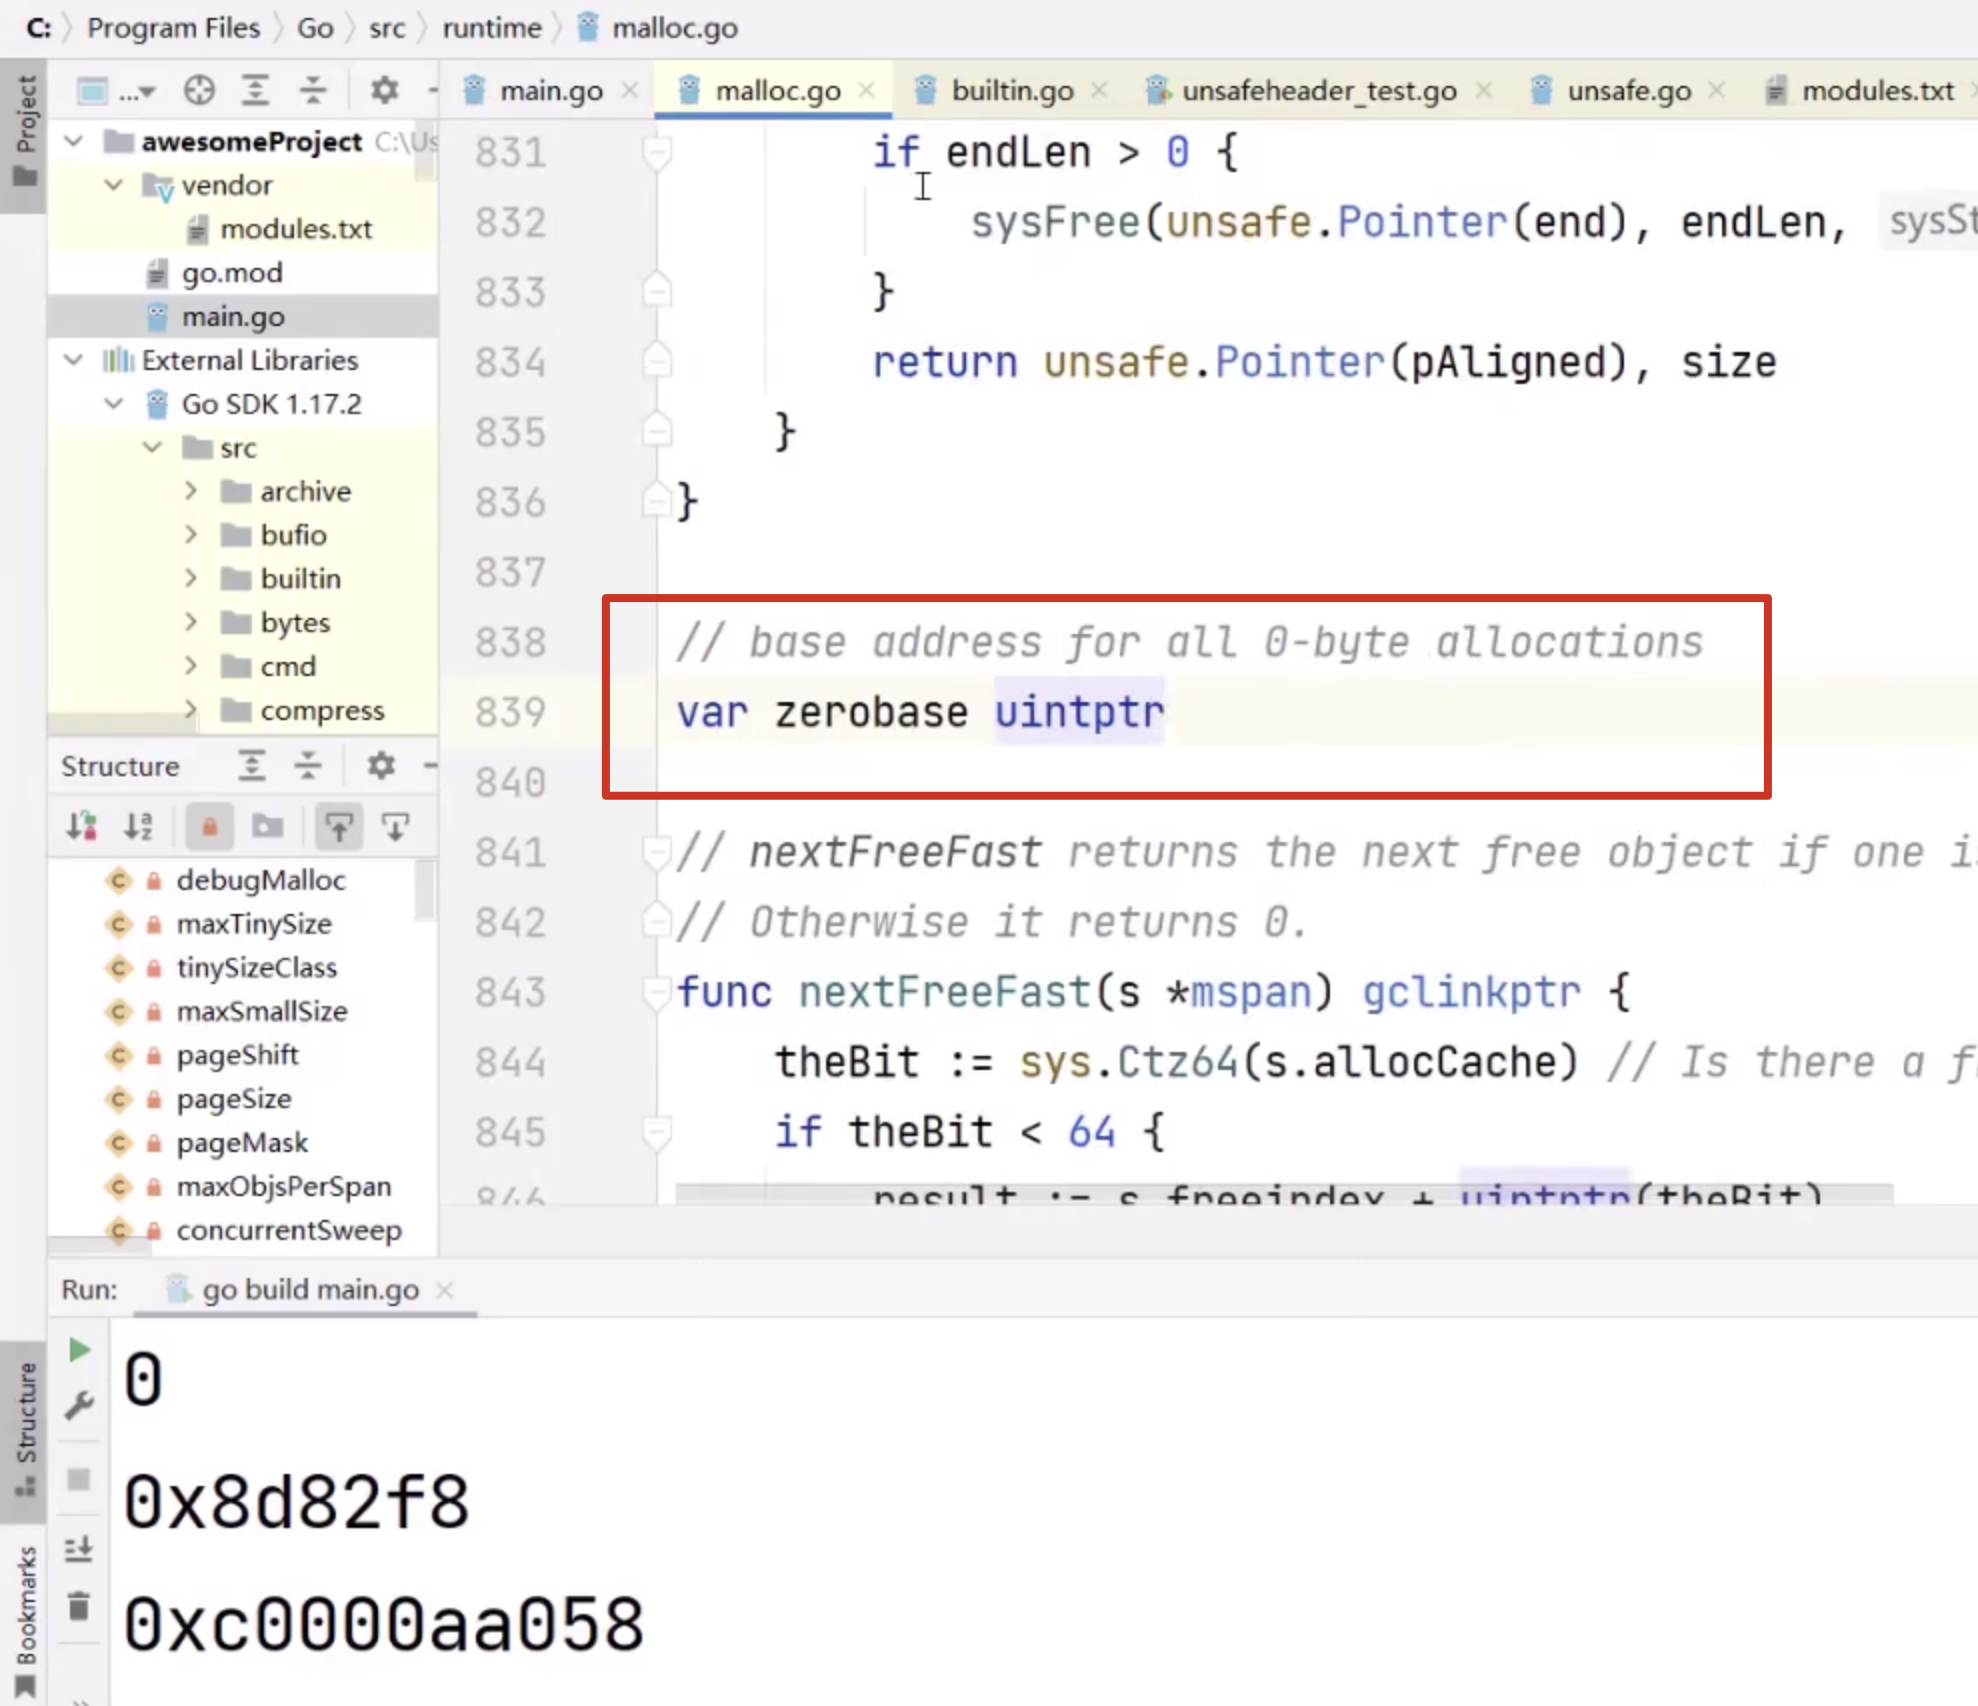 C: Program Files Go src runtime malloc.go
Project
...
main.go malloc.go builtin.go unsafeheader_test.go unsafe.go modules.txt
awesomeProject C:\Us
vendor
modules.txt
go.mod
main.go
External Libraries
Go SDK 1.17.2
src
archive
bufio
builtin
bytes
cmd
compress
831 if endLen > 0 {
832 sysFree(unsafe.Pointer(end), endLen, sysSt
833 }
834 return unsafe.Pointer(pAligned), size
835 }
836 }
837
838 // base address for all 0-byte allocations
839 var zerobase uintptr
840
841 // nextFreeFast returns the next free object if one is
842 // Otherwise it returns 0.
843 func nextFreeFast(s *mspan) gclinkptr {
844 theBit := sys.Ctz64(s.allocCache) // Is there a f
845 if theBit < 64 {
846 result := s.freeindex + uintptr(theBit)
Structure
debugMalloc
maxTinySize
tinySizeClass
maxSmallSize
pageShift
pageSize
pageMask
maxObjsPerSpan
concurrentSweep
Run: go build main.go
0
0x8d82f8
0xc0000aa058
Structure
Bookmarks